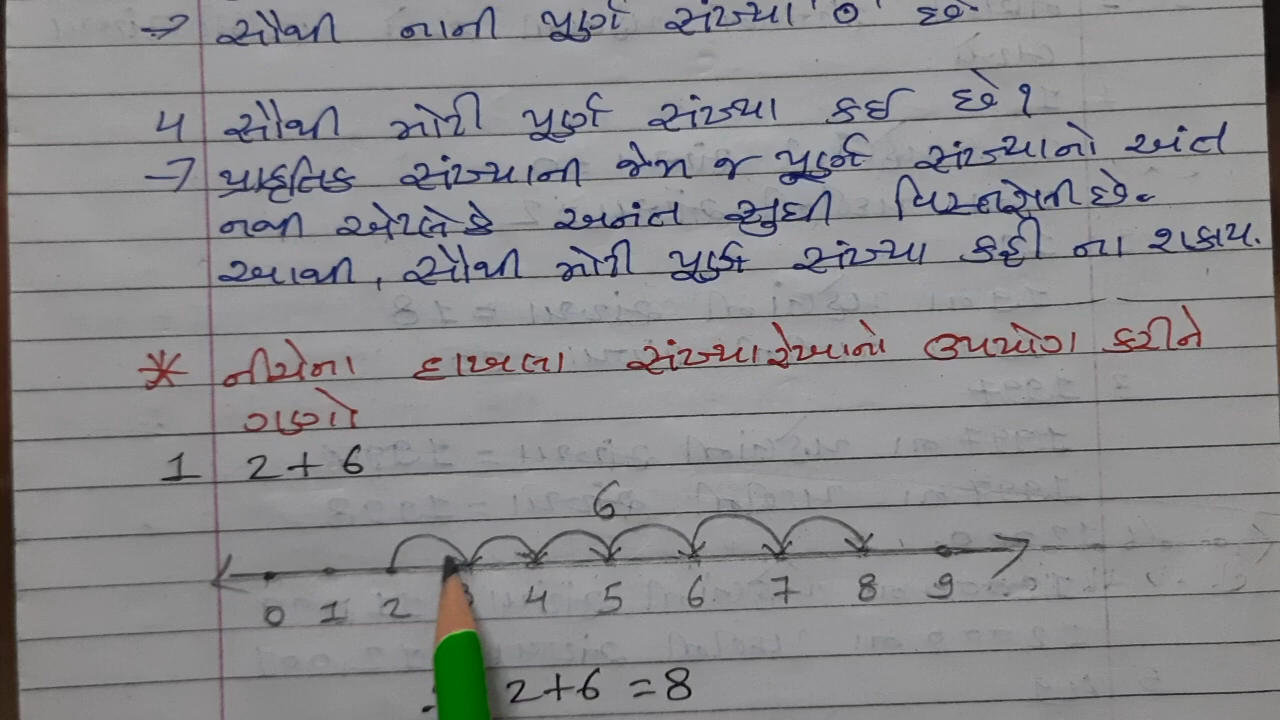 → સૌથી નાની પૂર્ણ સંખ્યા 0 છે
4 સૌથી મોટી પૂર્ણ સંખ્યા કઈ છે?
→ પ્રાકૃતિક સંખ્યાની જેમ જ પૂર્ણ સંખ્યાનો અંત
નથી એટલે કે અનંત સુધી વિસ્તરેલી છે.
આથી, સૌથી મોટી પૂર્ણ સંખ્યા કહી ના શકાય.
* નીચેના દાખલા સંખ્યારેખાનો ઉપયોગ કરીને
ગણો
1 2 + 6
6
0 1 2 3 4 5 6 7 8 9
2+6 = 8